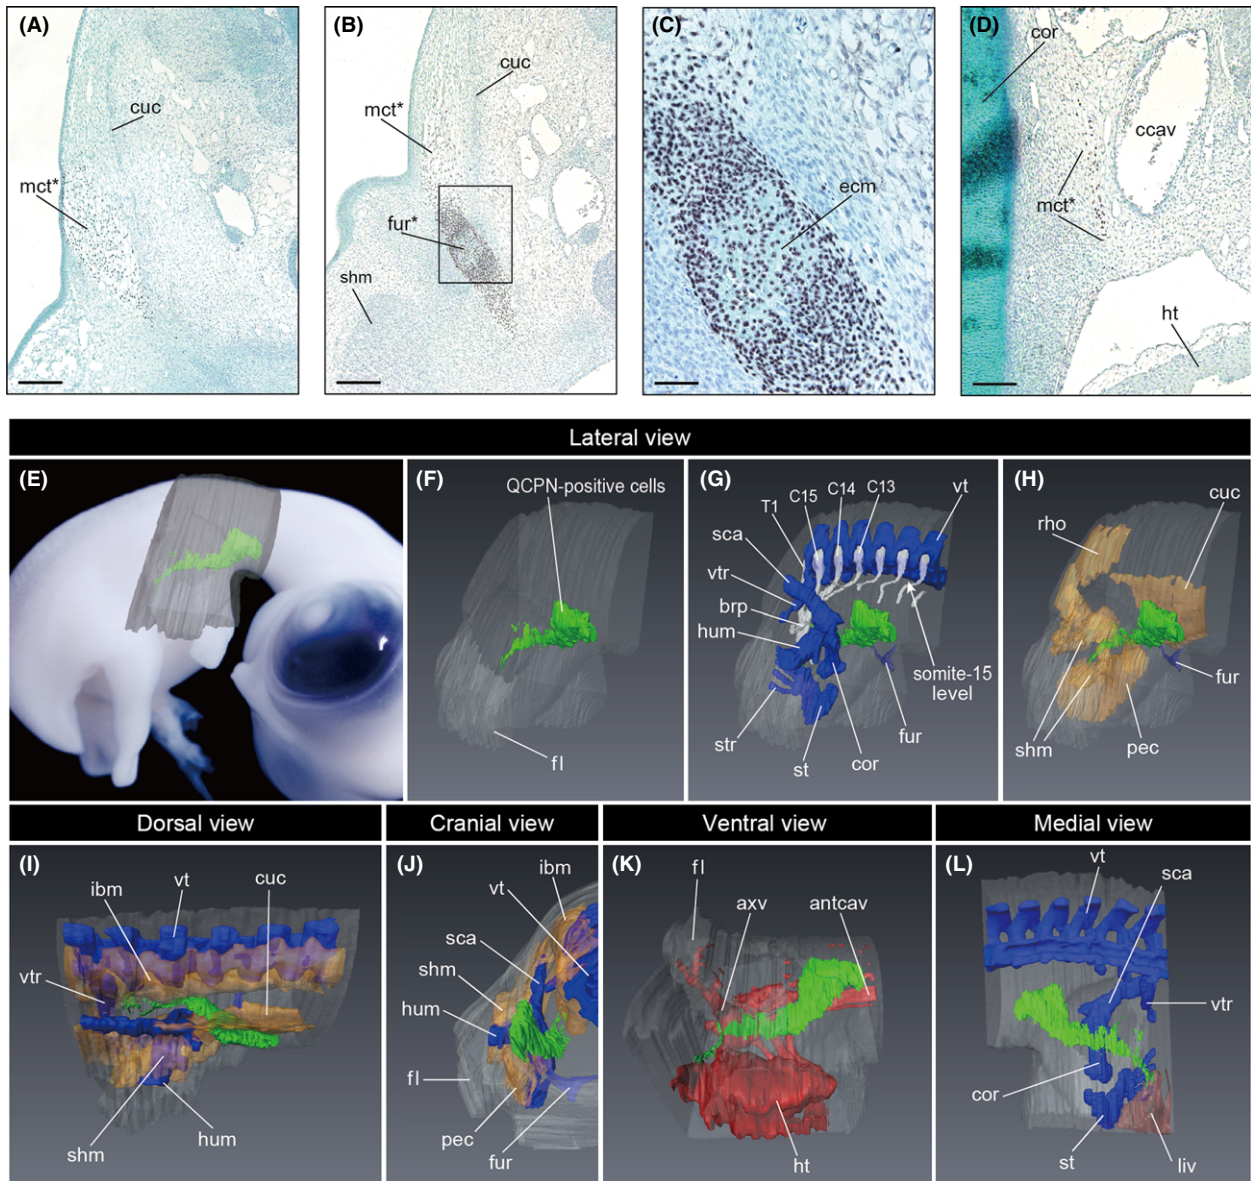 (A)
cuc
mct*
(B)
cuc
mct*
fur*
shm
(C)
ecm
(D)
cor
ccav
mct*
ht
Lateral view
(E)
(F)
QCPN-positive cells
fl
(G)
C15
C14
C13
vt
T1
sca
vtr
brp
hum
somite-15
level
str
st
cor
fur
(H)
rho
cuc
fur
shm
pec
Dorsal view
Cranial view
Ventral view
Medial view
(I)
ibm
vt
cuc
vtr
shm
hum
(J)
ibm
vt
sca
shm
hum
fl
pec
fur
(K)
fl
axv
antcav
ht
(L)
vt
sca
vtr
cor
st
liv